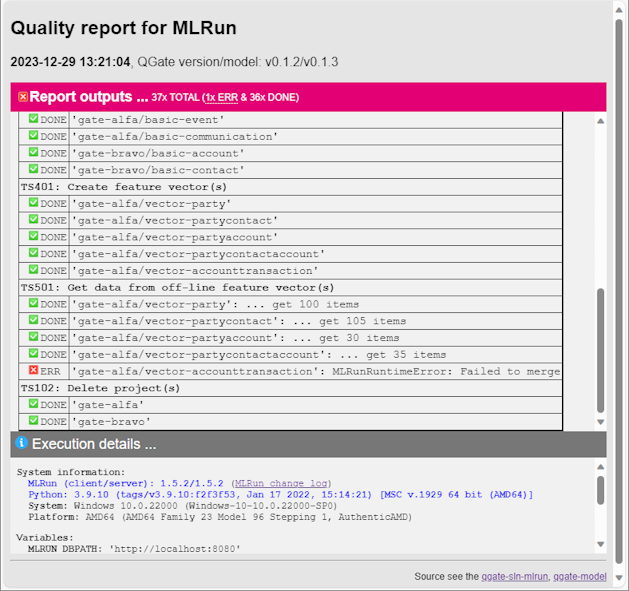 Quality report for MLRun
2023-12-29 13:21:04, QGate version/model: v0.1.2/v0.1.3
Report outputs ... 37x TOTAL (1x ERR & 36x DONE)
DONE 'gate-alfa/basic-event'
DONE 'gate-alfa/basic-communication'
DONE 'gate-bravo/basic-account'
DONE 'gate-bravo/basic-contact'
TS401: Create feature vector(s)
DONE 'gate-alfa/vector-party'
DONE 'gate-alfa/vector-partycontact'
DONE 'gate-alfa/vector-partyaccount'
DONE 'gate-alfa/vector-partycontactaccount'
DONE 'gate-alfa/vector-accounttransaction'
TS501: Get data from off-line feature vector(s)
DONE 'gate-alfa/vector-party': ... get 100 items
DONE 'gate-alfa/vector-partycontact': ... get 105 items
DONE 'gate-alfa/vector-partyaccount': ... get 30 items
DONE 'gate-alfa/vector-partycontactaccount': ... get 35 items
ERR 'gate-alfa/vector-accounttransaction': MLRunRuntimeError: Failed to merge
TS102: Delete project(s)
DONE 'gate-alfa'
DONE 'gate-bravo'
Execution details ...
System information:
MLRun (client/server): 1.5.2/1.5.2 (MLRun change log)
Python: 3.9.10 (tags/v3.9.10:f2f3f53, Jan 17 2022, 15:14:21) [MSC v.1929 64 bit (AMD64)]
System: Windows 10.0.22000 (Windows-10-10.0.22000-SP0)
Platform: AMD64 (AMD64 Family 23 Model 96 Stepping 1, AuthenticAMD)
Variables:
MLRUN DBPATH: 'http://localhost:8080'
Source see the qgate-sln-mlrun, qgate-model